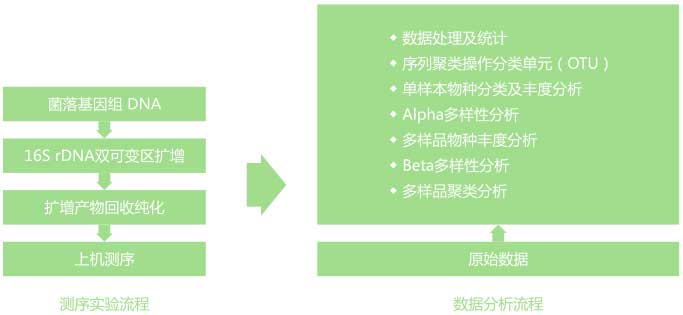 菌落基因组 DNA
16S rDNA双可变区扩增
扩增产物回收纯化
上机测序
测序实验流程
数据处理及统计
序列聚类操作分类单元（OTU）
单样本物种分类及丰度分析
Alpha多样性分析
多样品物种丰度分析
Beta多样性分析
多样品聚类分析
原始数据
数据分析流程